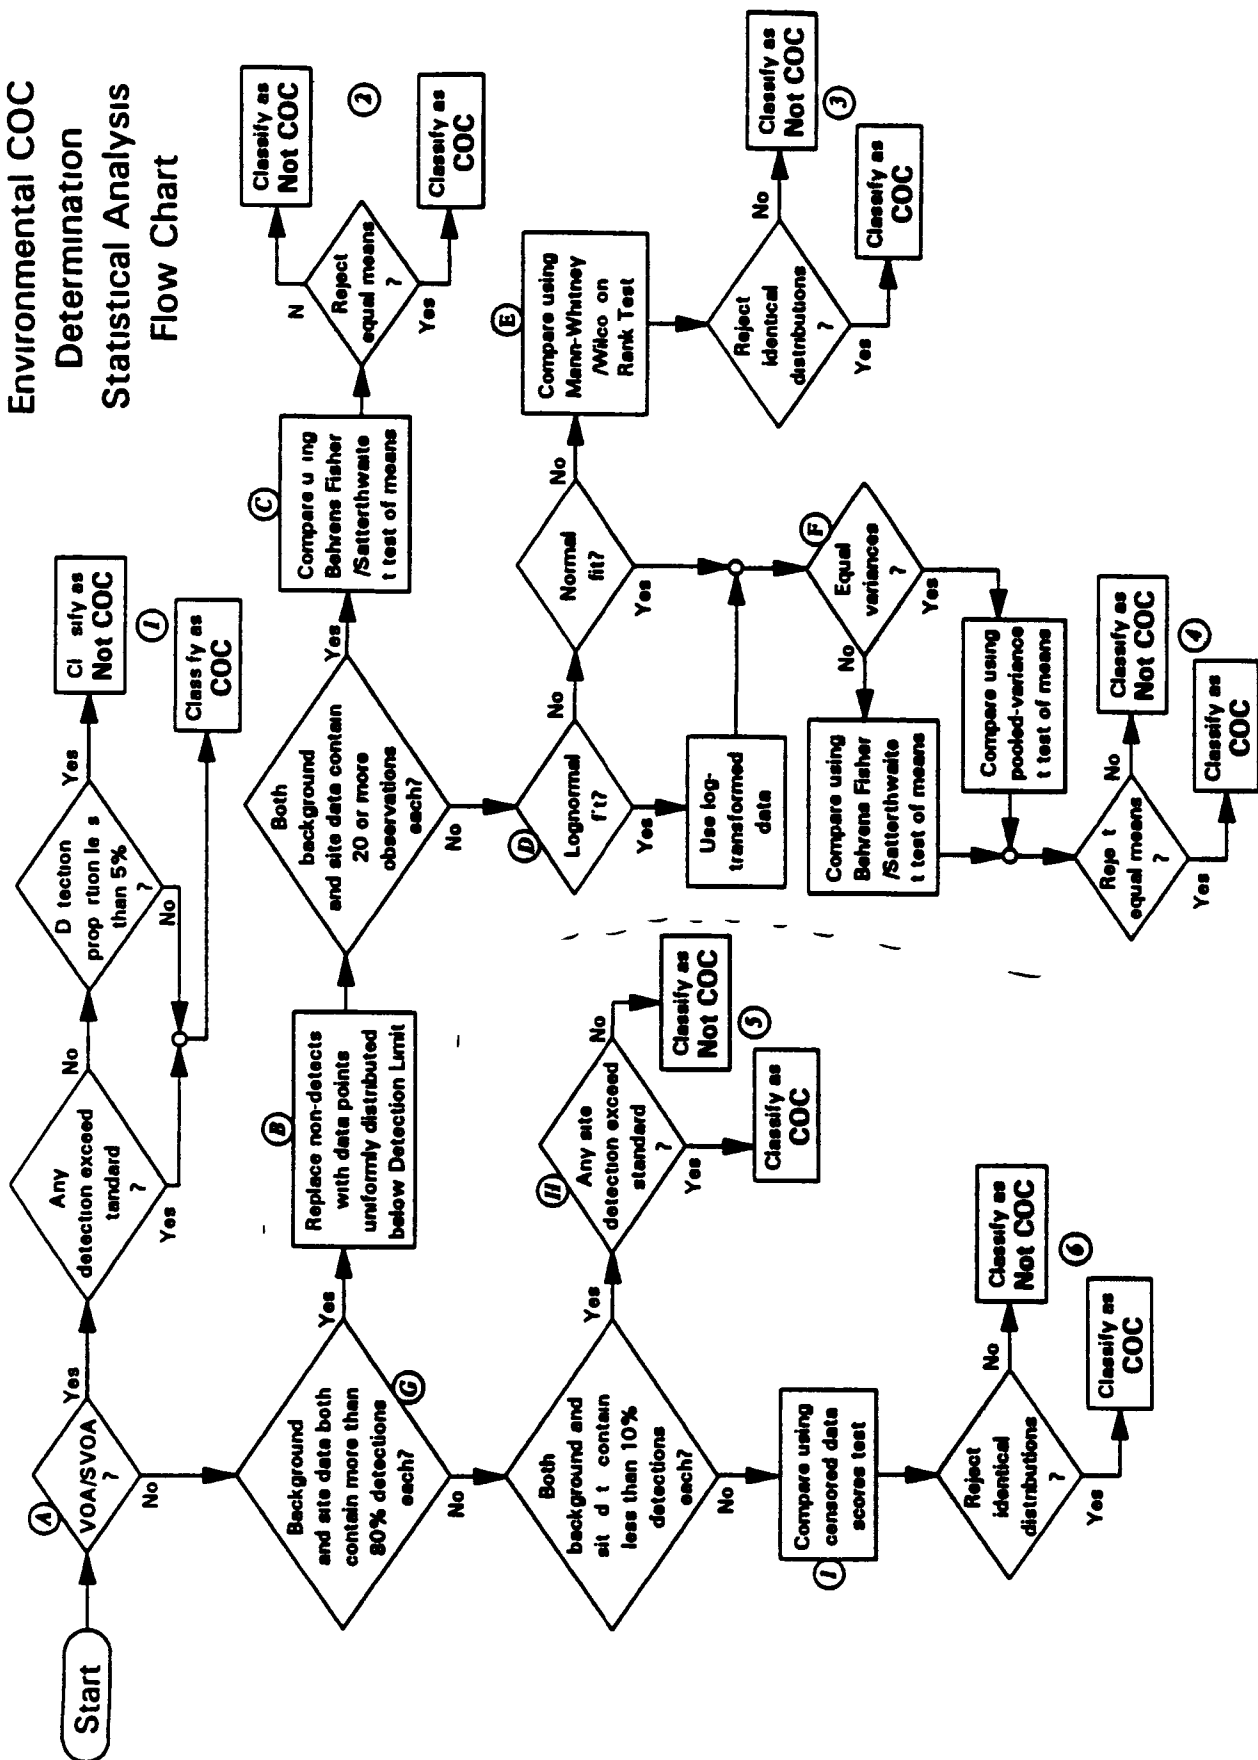 Environmental COC
Determination
Statistical Analysis
Flow Chart
Start
A
VOA/SVOA
?
Yes
No
Any
detection exceed
tandard
?
No
Yes
D tection
prop rtion le s
than 5%
?
Yes
No
Cl sify as
Not COC
1
Class fy as
COC
Background
and site data both
contain more than
80% detections
each?
G
Yes
No
B
Replace non-detects
with data points
uniformly distributed
below Detection Limit
Both
background
and site data contain
20 or more
observations
each?
Yes
No
C
Compare u ing
Behrens Fisher
/Satterthwaite
t test of means
Reject
equal means
?
N
Yes
Classify as
Not COC
2
Classify as
COC
D
Lognormal
f't?
No
Yes
Normal
fit?
No
Yes
E
Compare using
Mann-Whitney
/Wilco on
Rank Test
Reject
identical
distributions
?
No
Yes
Classify as
Not COC
3
Classify as
COC
Use log-
transformed
data
F
Equal
variances
?
No
Yes
Compare using
Behrens Fisher
/Satterthwaite
t test of means
Compare using
pooled-variance
t test of means
Reje t
equal means
?
No
Yes
Classify as
Not COC
4
Classify as
COC
Both
background and
sit d t contain
less than 10%
detections
each?
Yes
No
H
Any site
detection exceed
standard
?
No
Yes
Classify as
Not COC
5
Classify as
COC
I
Compare using
censored data
scores test
Reject
identical
distributions
?
No
Yes
Classify as
Not COC
6
Classify as
COC